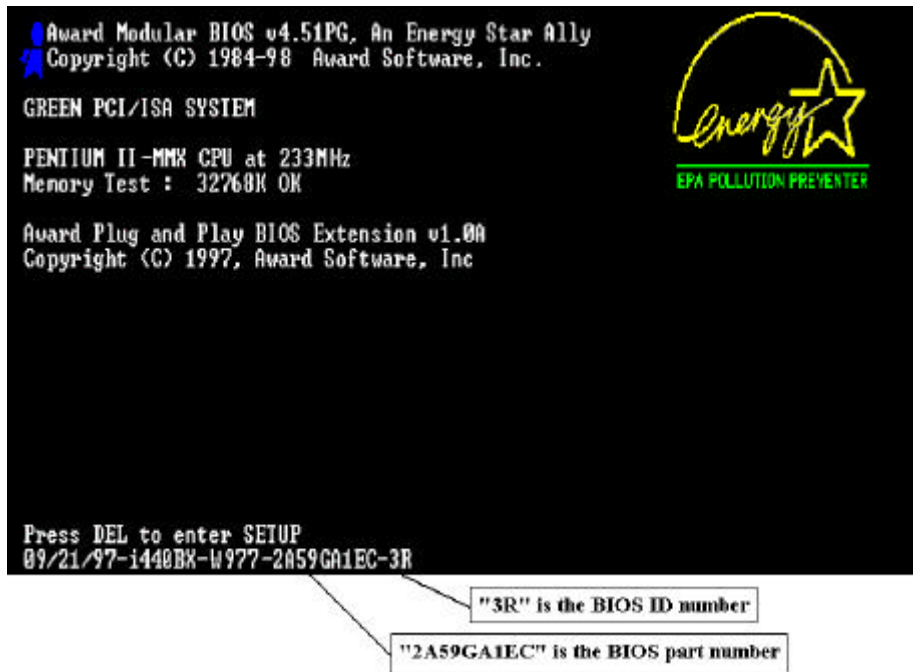 Award Modular BIOS v4.51PG, An Energy Star Ally
Copyright (C) 1984-98 Award Software, Inc.
GREEN PCI/ISA SYSTEM
energy
EPA POLLUTION PREVENTER
PENTIUM II-MMX CPU at 233MHz
Memory Test : 32768K OK
Award Plug and Play BIOS Extension v1.0A
Copyright (C) 1997, Award Software, Inc
Press DEL to enter SETUP
09/21/97-i440BX-W977-2A59GA1EC-3R
"3R" is the BIOS ID number
"2A59GA1EC" is the BIOS part number